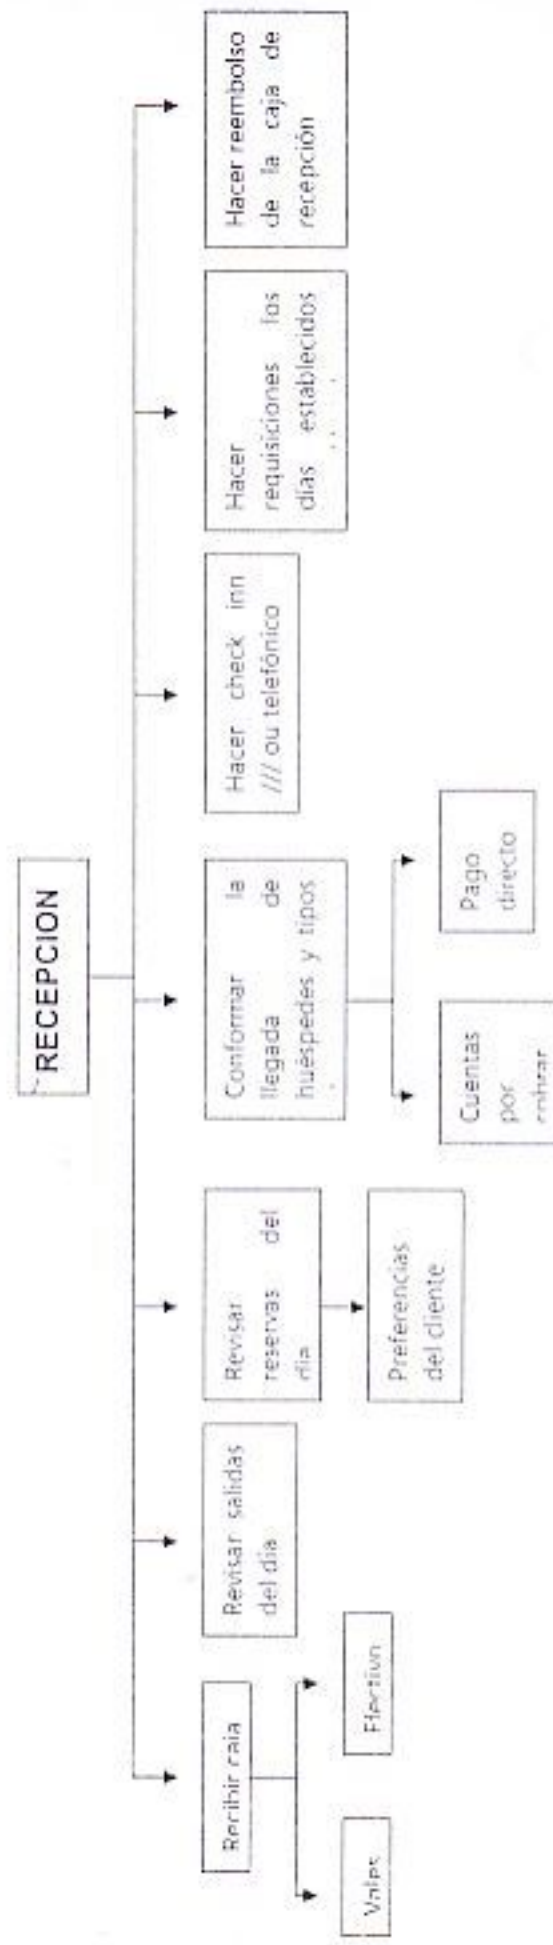 RECEPCION
Recibir caja
Vales
Efectivo
Revisar salidas
del dia
Revisar
reservas del
dia
Preferencias
del cliente
Conformar la
llegada de
huéspedes y tipos
Cuentas
por
cobrar
Pago
directo
Hacer check inn
/// ou telefónico
Hacer
requisiciones los
días establecidos
Hacer reembolso
de la caja de
recepción